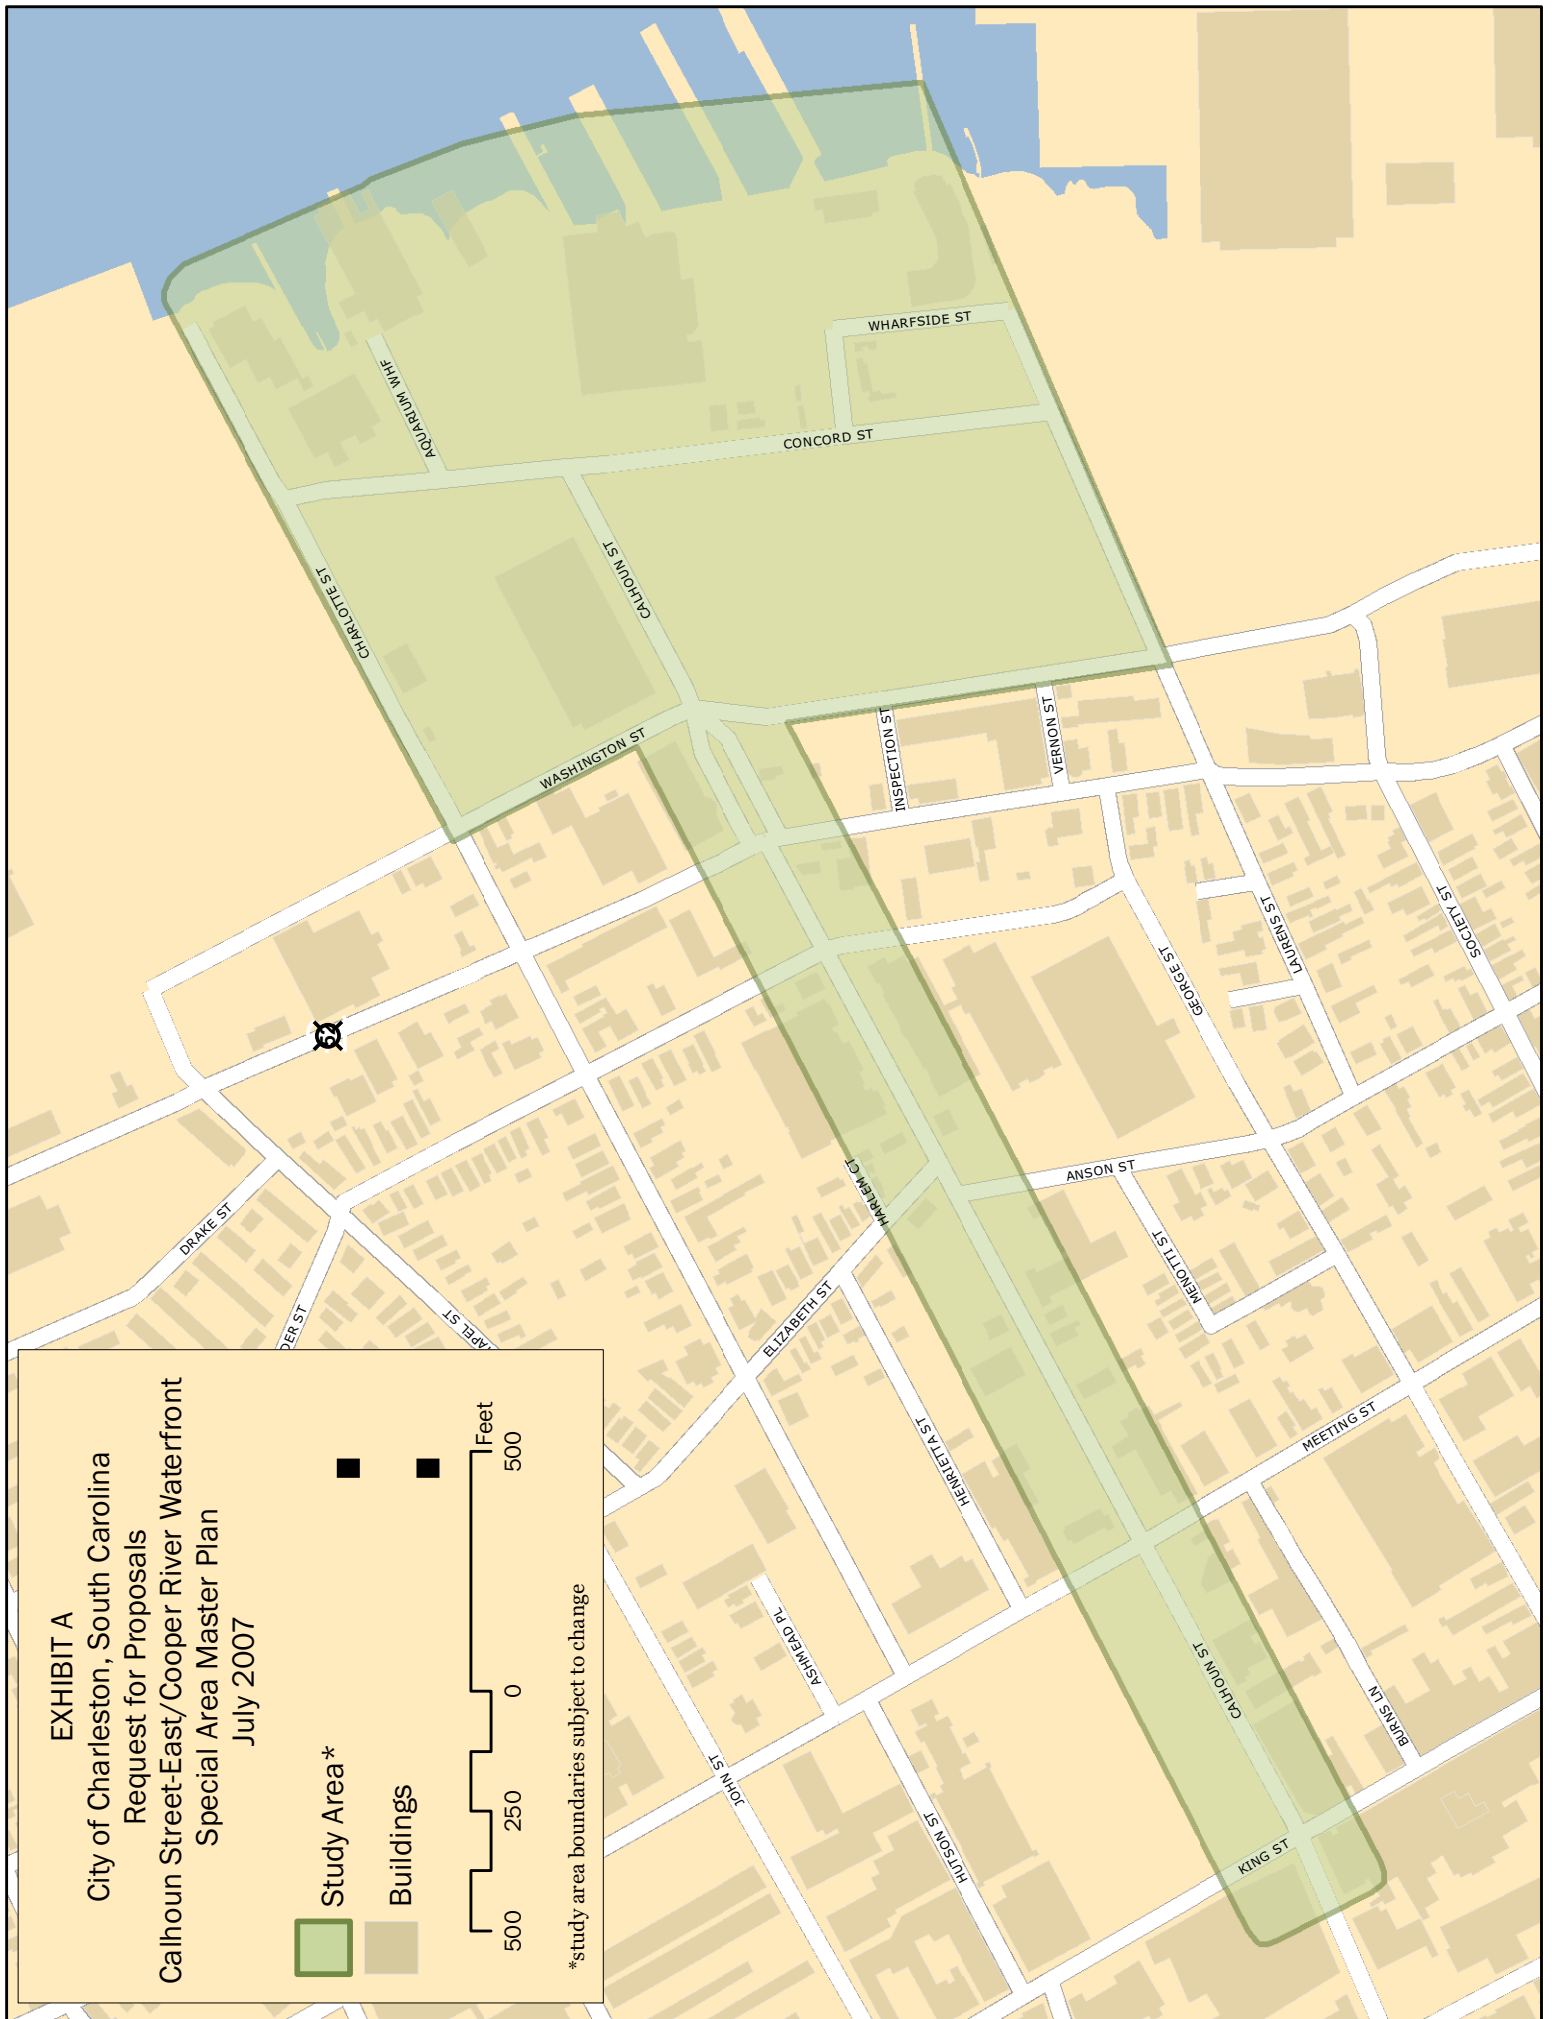 EXHIBIT A
City of Charleston, South Carolina
Request for Proposals
Calhoun Street-East/Cooper River Waterfront
Special Area Master Plan
July 2007
Study Area*
Buildings
500 250 0 500
Feet
*study area boundaries subject to change
WHARFSIDE ST
AQUARIUM WHF
CONCORD ST
CALHOUN ST
CHARLOTTE ST
WASHINGTON ST
INSPECTION ST
VERNON ST
LAURENS ST
SOCIETY ST
GEORGE ST
52
DRAKE ST
DER ST
APEL ST
HARLEM CT
ANSON ST
MENOTTI ST
ELIZABETH ST
HENRIETTA ST
MEETING ST
ASHMEAD PL
JOHN ST
HUTSON ST
CALHOUN ST
BURNS LN
KING ST